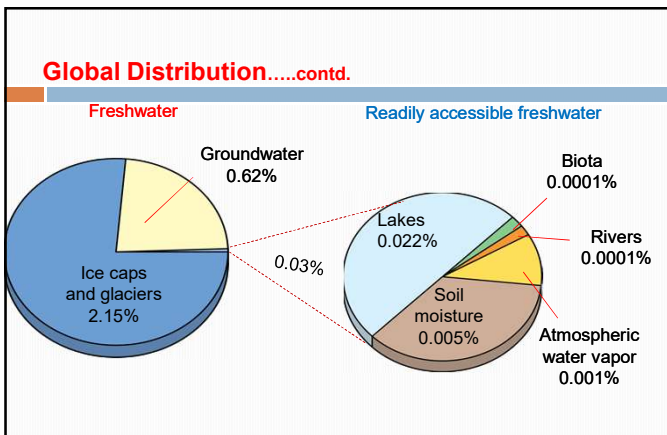 Global Distribution.....contd.
Freshwater
Readily accessible freshwater
Groundwater
0.62%
Ice caps
and glaciers
2.15%
0.03%
Lakes
0.022%
Biota
0.0001%
Rivers
0.0001%
Soil
moisture
0.005%
Atmospheric
water vapor
0.001%